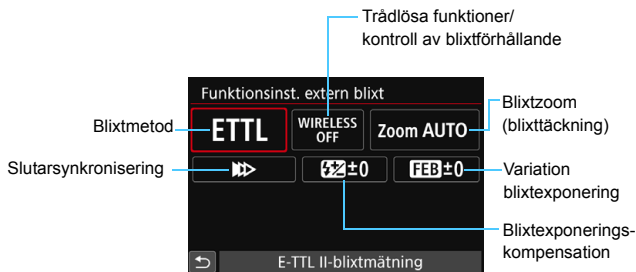 Trådlösa funktioner/
kontroll av blixtförhållande
Funktionsinst. extern blixt
Blixtmetod
ETTL
WIRELESS
OFF
Zoom AUTO
Blixtzoom
(blixttäckning)
Slutarsynkronisering
±0
FEB±0
Variation
blixtexponering
Blixtexponerings-
kompensation
E-TTL II-blixtmätning